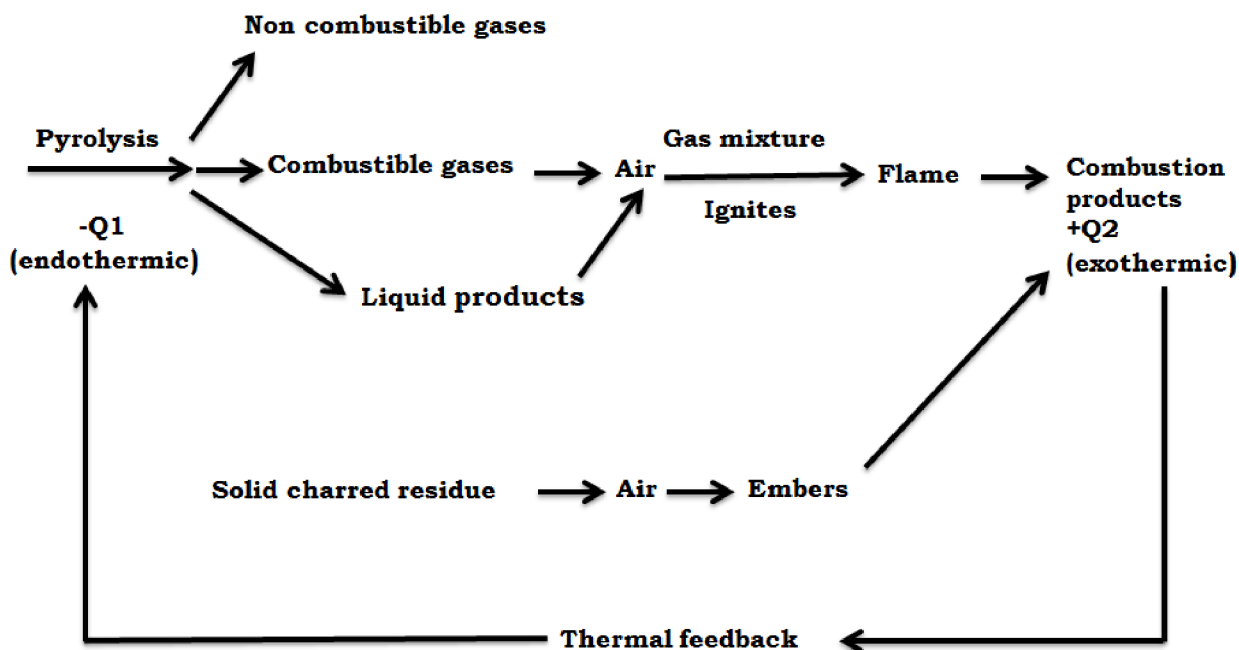 Non combustible gases
Pyrolysis
Combustible gases
Air
Gas mixture
Ignites
Flame
Combustion
products
+Q2
(exothermic)
-Q1
(endothermic)
Liquid products
Solid charred residue
Air
Embers
Thermal feedback